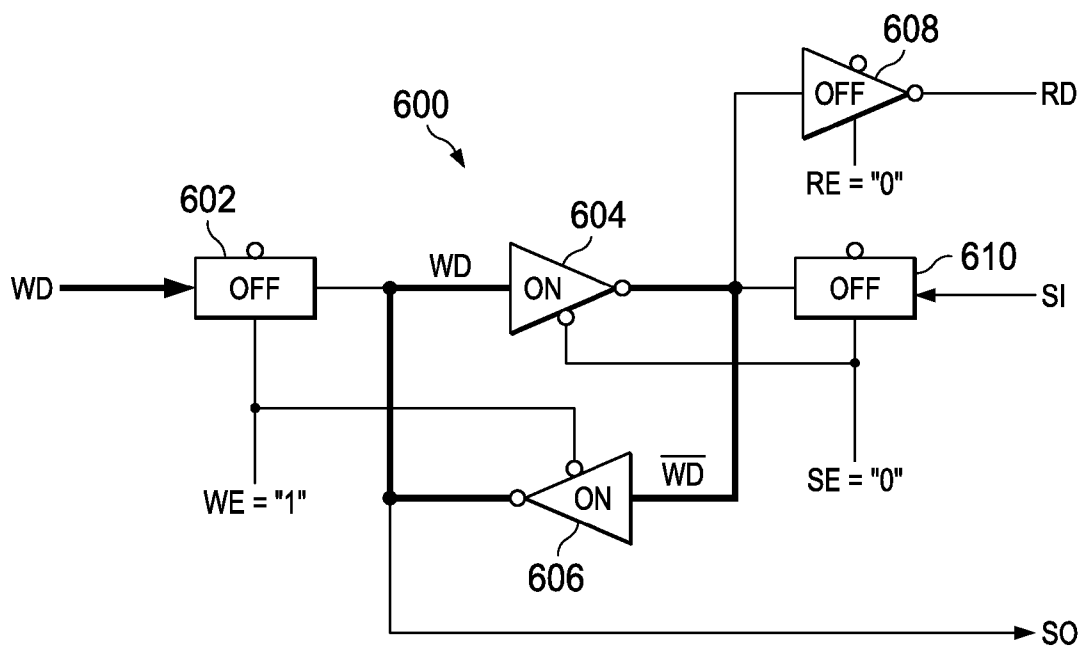 608
OFF
RD
600
RE = "0"
602
604
WD
OFF
WD
ON
OFF
610
SI
WE = "1"
WD
ON
SE = "0"
606
SO